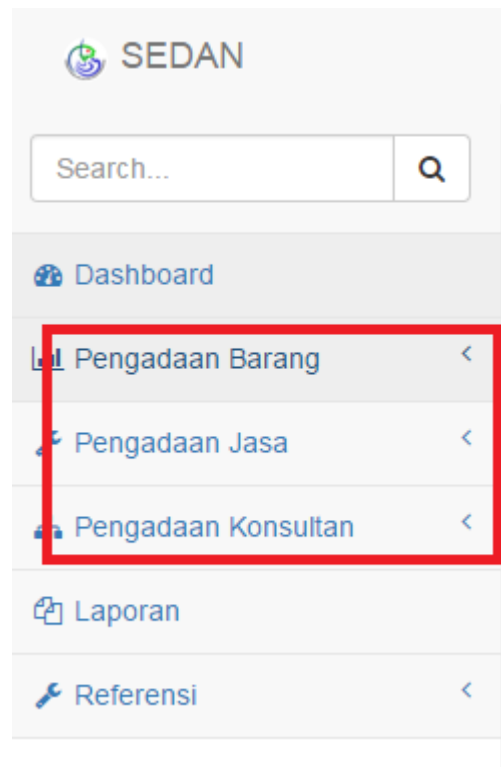 SEDAN
Search...
Dashboard
Pengadaan Barang
Pengadaan Jasa
Pengadaan Konsultan
Laporan
Referensi